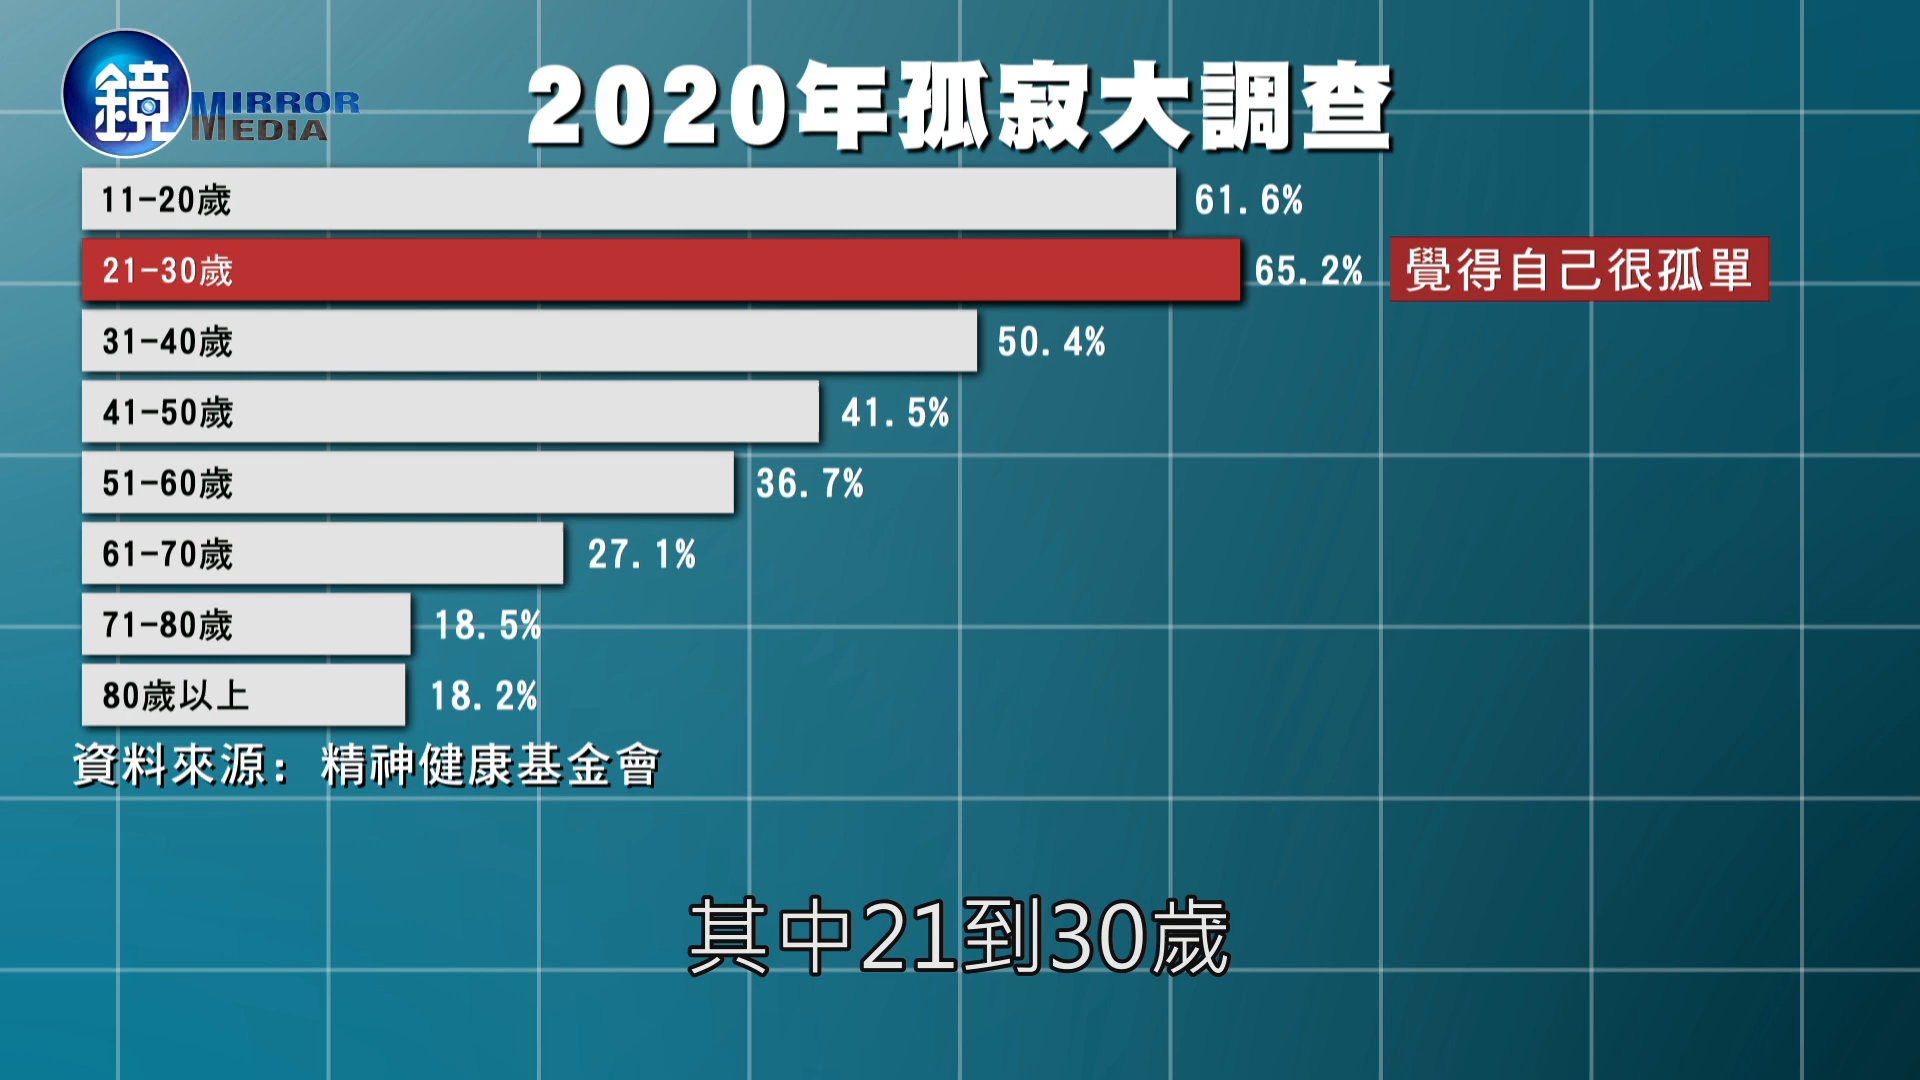 鏡 MIRROR MEDIA
2020年孤寂大調查
11-20歲 61.6%
21-30歲 65.2% 覺得自己很孤單
31-40歲 50.4%
41-50歲 41.5%
51-60歲 36.7%
61-70歲 27.1%
71-80歲 18.5%
80歲以上 18.2%
資料來源：精神健康基金會
其中21到30歲